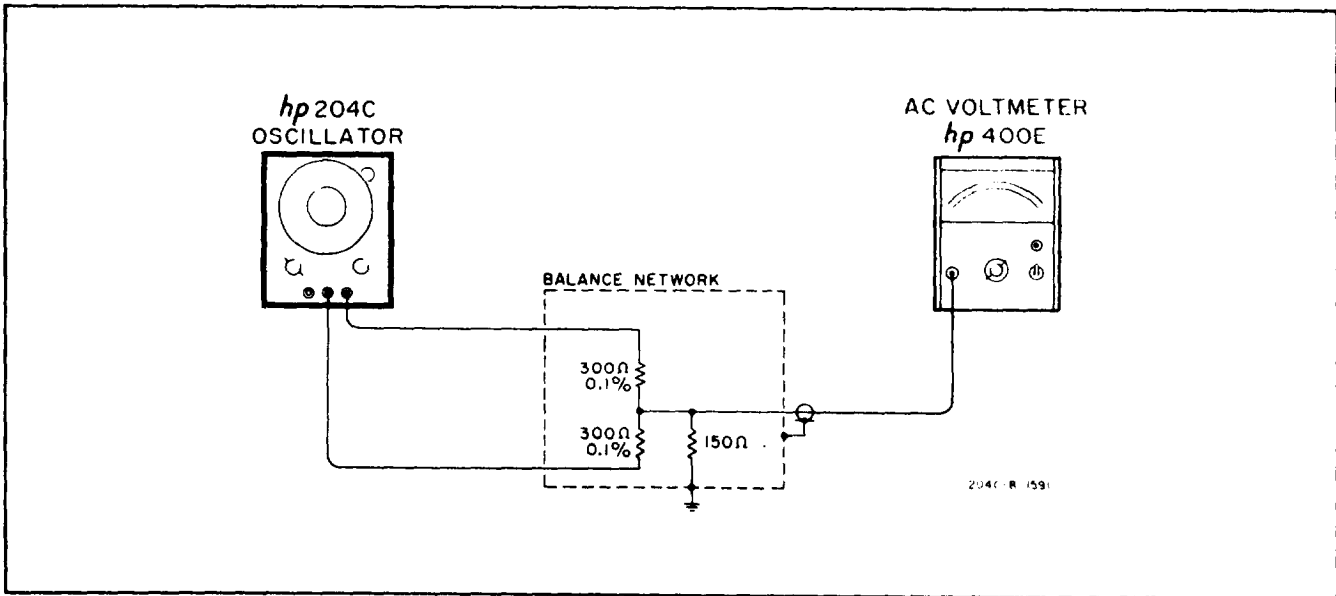 hp 204C
OSCILLATOR
AC VOLTMETER
hp 400E
BALANCE NETWORK
300Ω
0.1%
300Ω
0.1%
150Ω